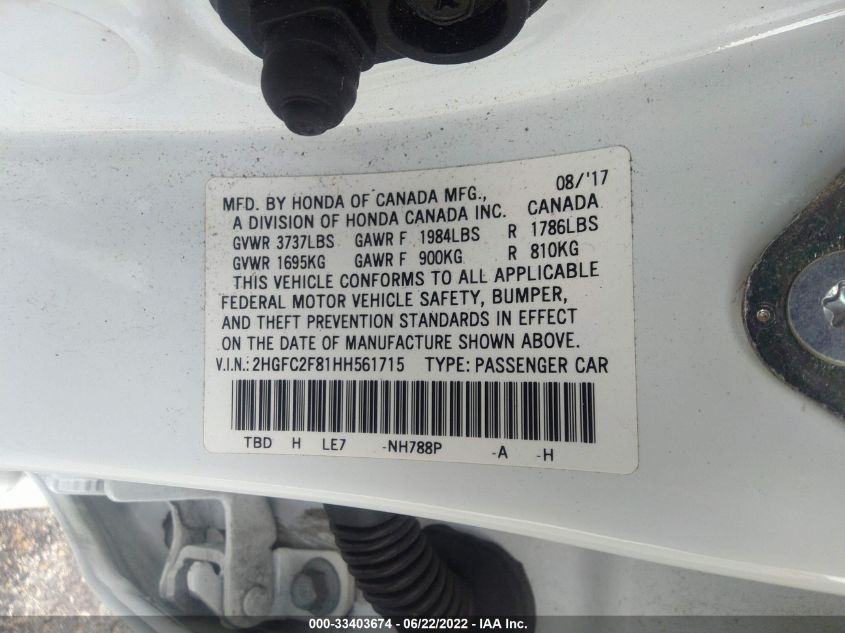 08/'17
MFD. BY HONDA OF CANADA MFG.,
A DIVISION OF HONDA CANADA INC. CANADA
GVWR 3737LBS GAWR F 1984LBS R 1786LBS
GVWR 1695KG GAWR F 900KG R 810KG
THIS VEHICLE CONFORMS TO ALL APPLICABLE
FEDERAL MOTOR VEHICLE SAFETY, BUMPER,
AND THEFT PREVENTION STANDARDS IN EFFECT
ON THE DATE OF MANUFACTURE SHOWN ABOVE.
V.I.N.: 2HGFC2F81HH561715 TYPE: PASSENGER CAR
TBD H LE7 -NH788P -A -H
000-33403674 / 06/22/2022 - IAA Inc.